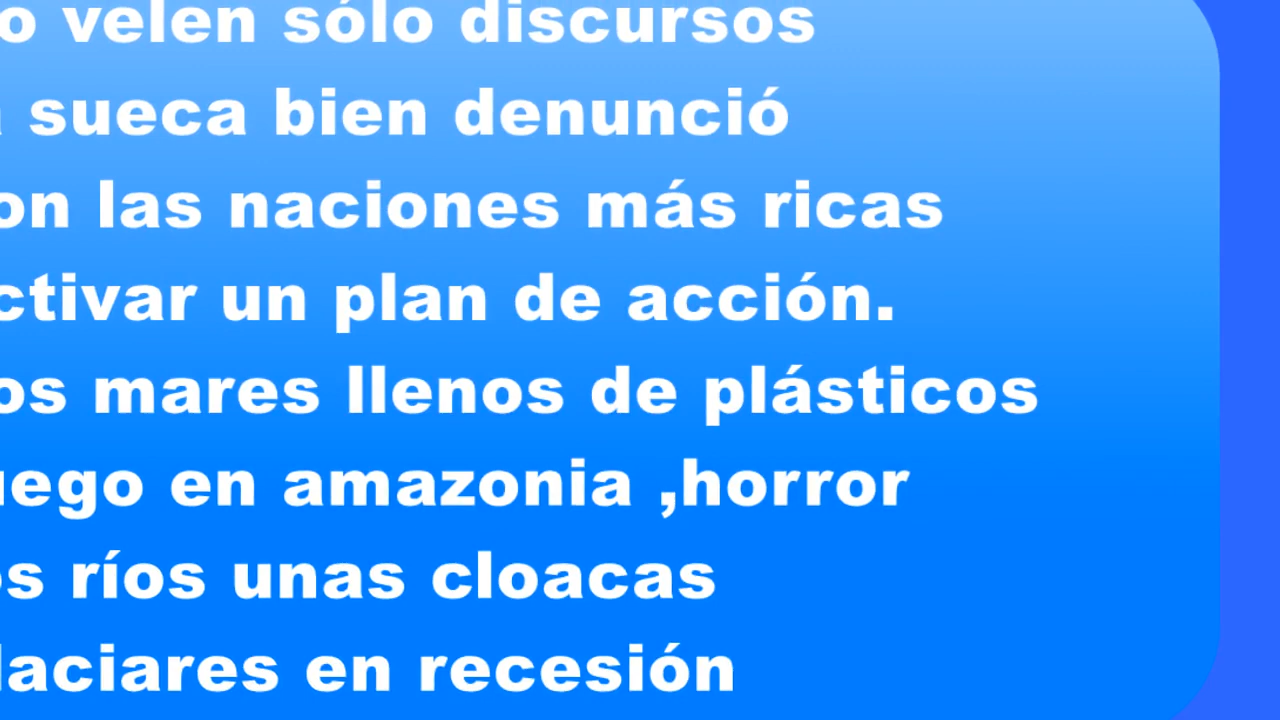 o velen sólo discursos
a sueca bien denunció
on las naciones más ricas
ctivar un plan de acción.
os mares llenos de plásticos
uego en amazonia ,horror
os ríos unas cloacas
laciares en recesión